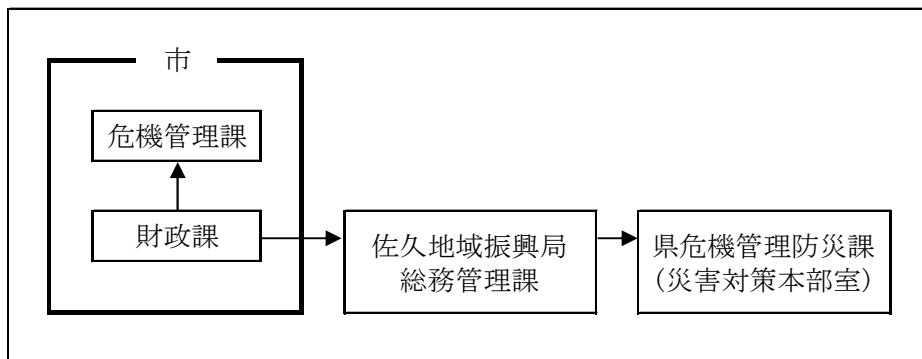 市
危機管理課
財政課
佐久地域振興局
総務管理課
県危機管理防災課
(災害対策本部室)